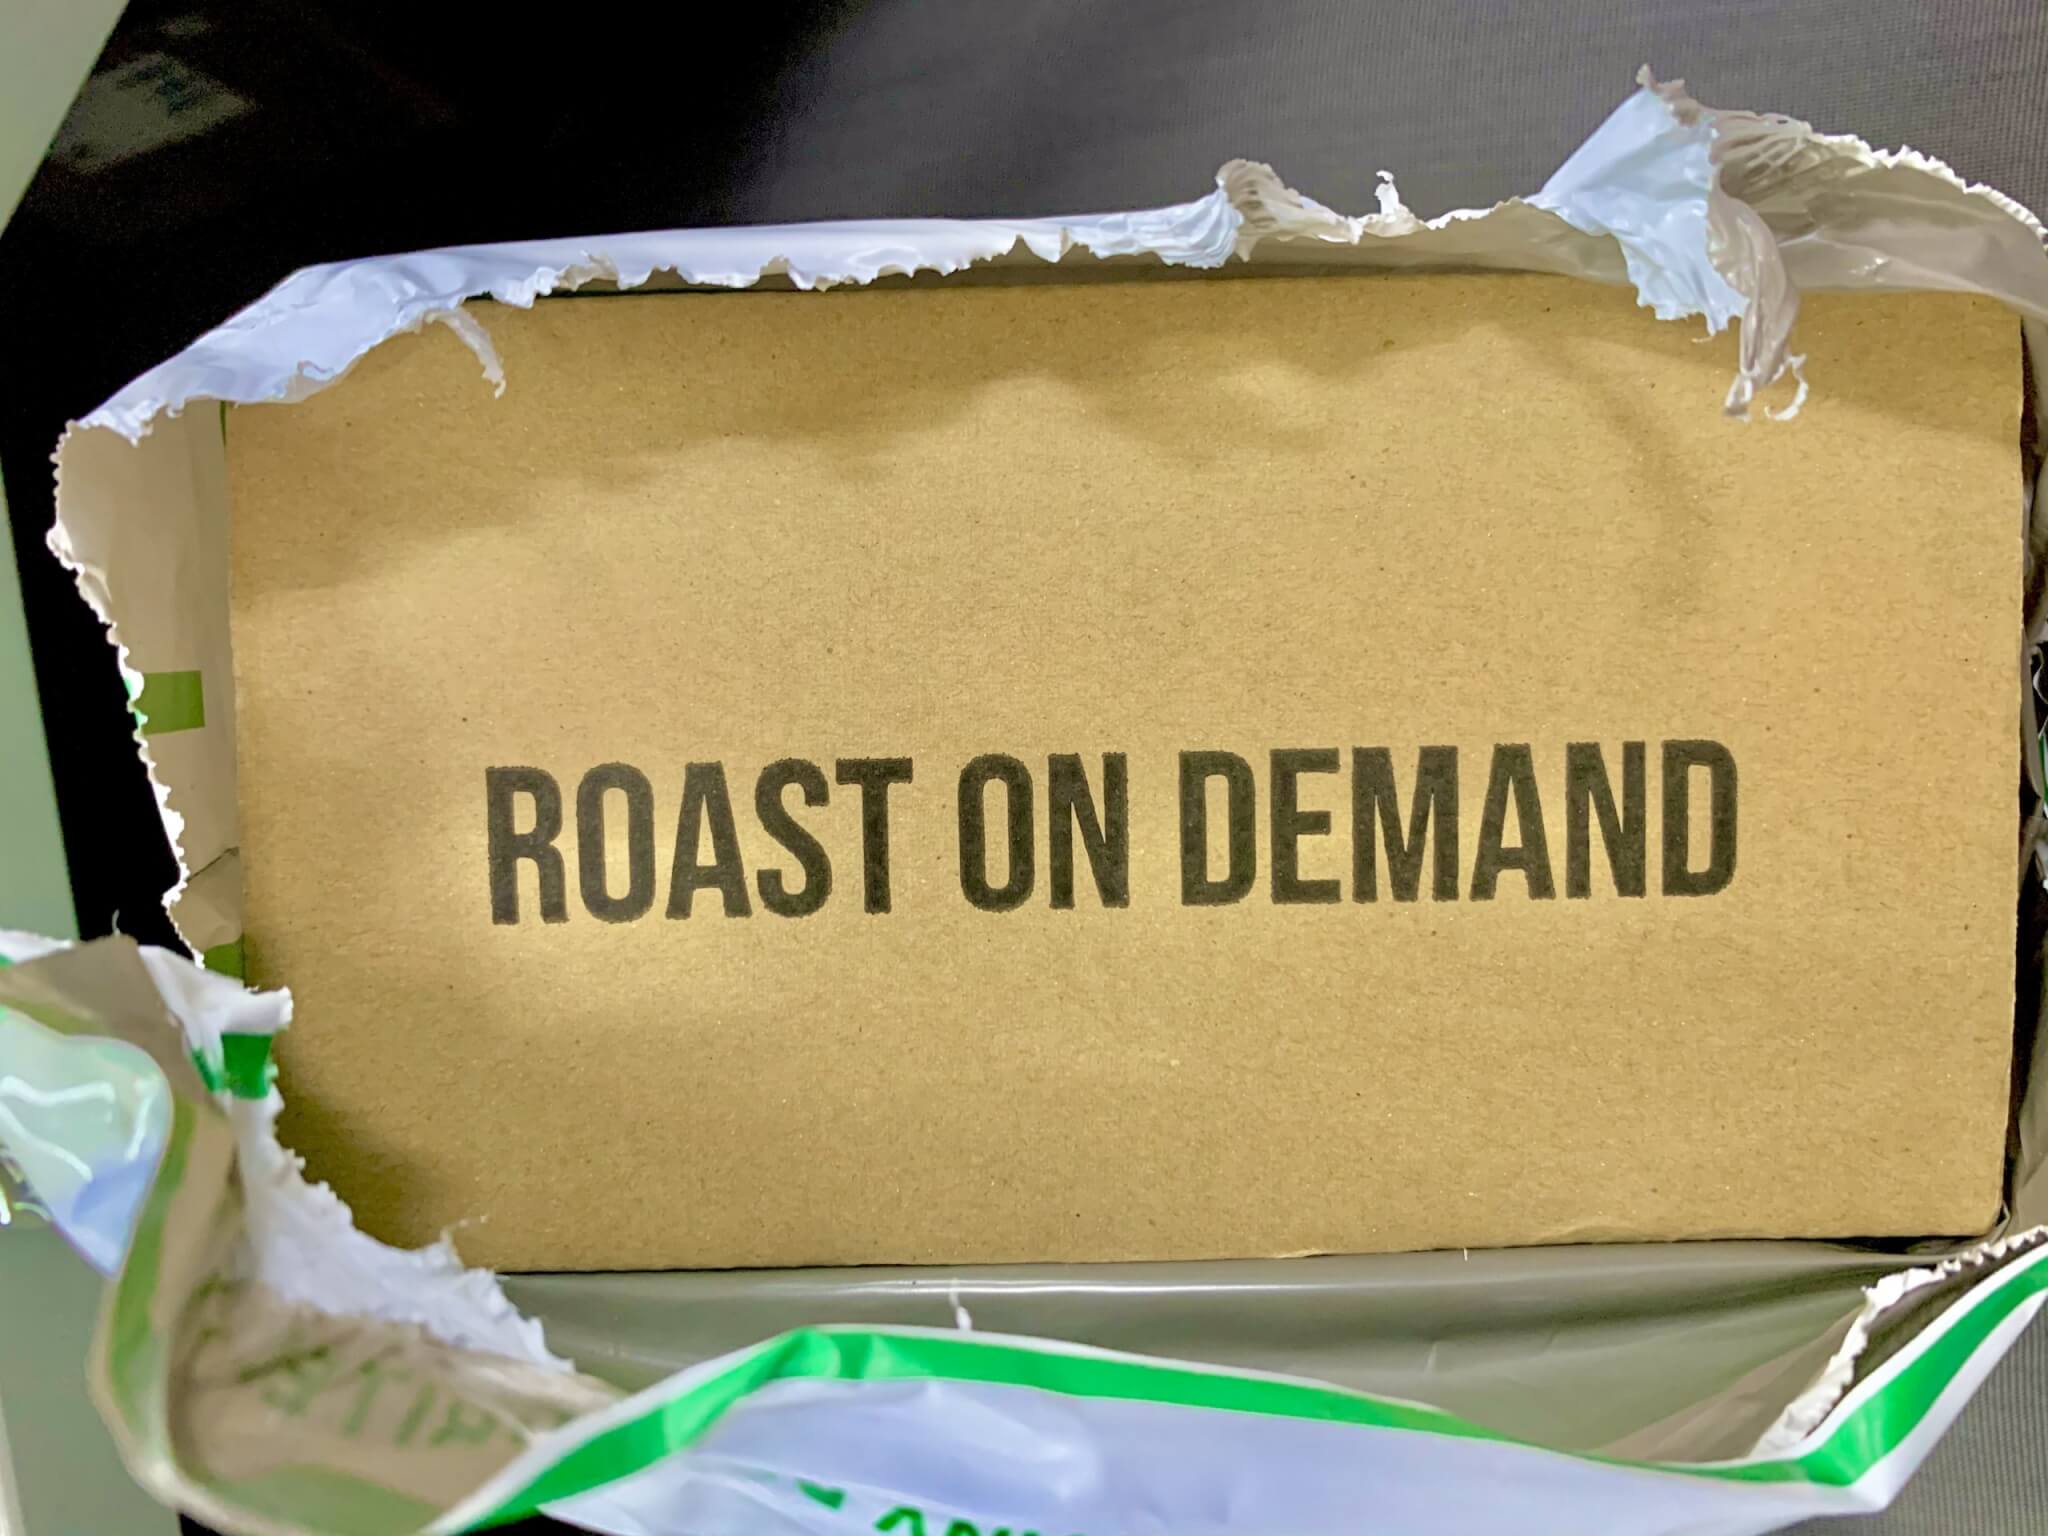 ROAST ON DEMAND